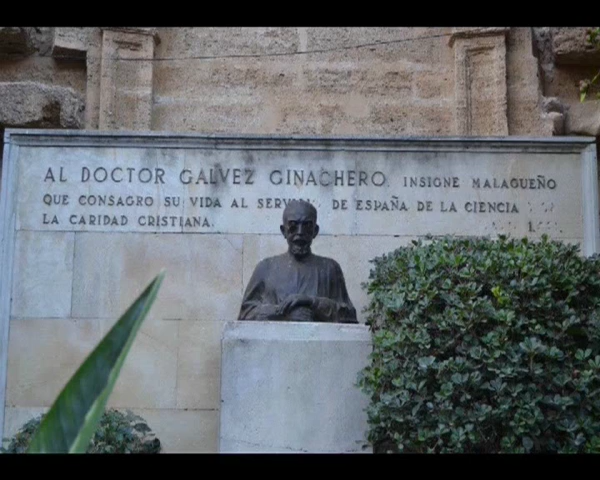 AL DOCTOR GALVEZ GINACHERO. INSIGNE MALAGUEÑO
QUE CONSAGRO SU VIDA AL DE ESPAÑA, DE LA CIENCIA
LA CARIDAD CRISTIANA.